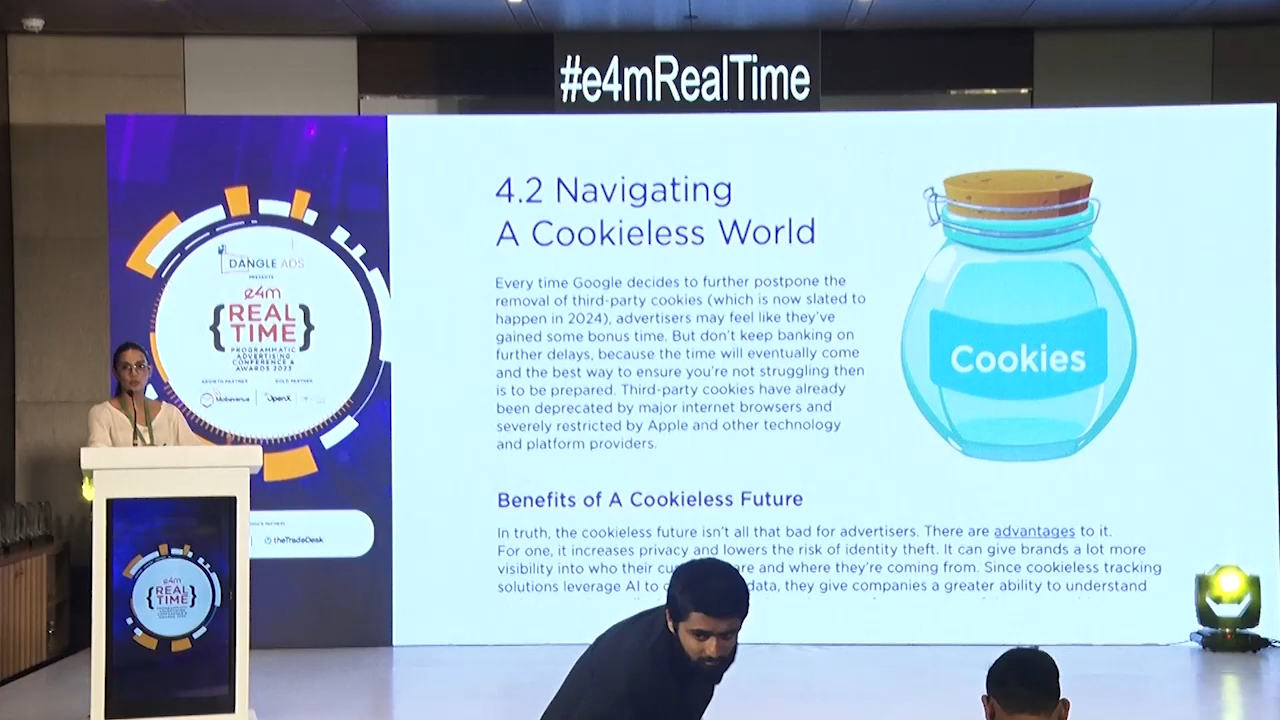 #e4mRealTime
DANGLE ADS
PRESENTS
e4m
{REAL
TIME}
PROGRAMMATIC
ADVERTISING
CONFERENCE &
AWARDS 2023
GROWTH PARTNER
GOLD PARTNER
Mobavenue
OpenX
theTradeDesk
4.2 Navigating
A Cookieless World
Every time Google decides to further postpone the
removal of third-party cookies (which is now slated to
happen in 2024), advertisers may feel like they've
gained some bonus time. But don't keep banking on
further delays, because the time will eventually come
and the best way to ensure you're not struggling then
is to be prepared. Third-party cookies have already
been deprecated by major internet browsers and
severely restricted by Apple and other technology
and platform providers.
Cookies
Benefits of A Cookieless Future
In truth, the cookieless future isn't all that bad for advertisers. There are advantages to it.
For one, it increases privacy and lowers the risk of identity theft. It can give brands a lot more
visibility into who their are and where they're coming from. Since cookieless tracking
solutions leverage AI to data, they give companies a greater ability to understand
e4m
{REAL
TIME}